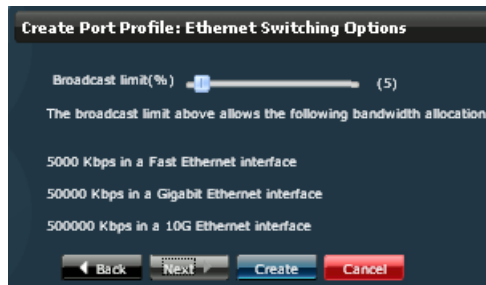 Create Port Profile: Ethernet Switching Options
Broadcast limit(%) (5)
The broadcast limit above allows the following bandwidth allocation
5000 Kbps in a Fast Ethernet interface
50000 Kbps in a Gigabit Ethernet interface
500000 Kbps in a 10G Ethernet interface
Back Next Create Cancel